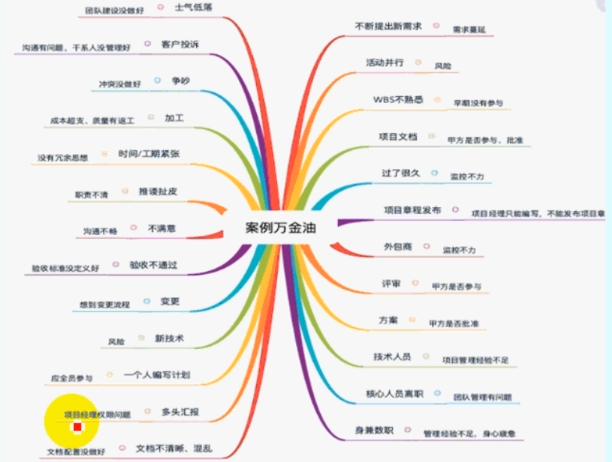 案例万金油
士气低落
团队建设没做好
客户投诉
沟通有问题、干系人没管理好
争吵
冲突没做好
加工
成本超支、质量有返工
时间/工期紧张
没有冗余思想
推诿扯皮
职责不清
不满意
沟通不畅
验收不通过
验收标准没定义好
变更
想到变更流程
新技术
风险
一个人编写计划
应全员参与
多头汇报
项目经理权限问题
文档不清晰、混乱
文档配置没做好
不断提出新需求
需求蔓延
活动并行
风险
WBS不熟悉
早期没有参与
项目文档
甲方是否参与、批准
过了很久
监控不力
项目章程发布
项目经理只能编写，不能发布项目章
外包商
监控不力
评审
甲方是否参与
方案
甲方是否批准
技术人员
项目管理经验不足
核心人员离职
团队管理有问题
身兼数职
管理经验不足，身心疲惫